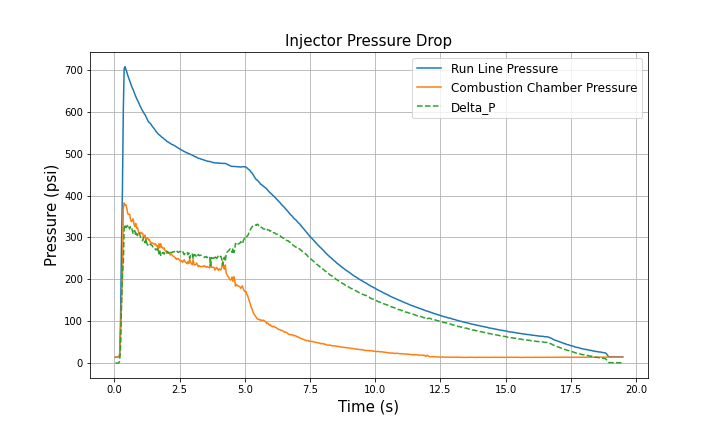 Injector Pressure Drop
Run Line Pressure
Combustion Chamber Pressure
Delta_P
Pressure (psi)
700
600
500
400
300
200
100
0
0.0 2.5 5.0 7.5 10.0 12.5 15.0 17.5 20.0
Time (s)